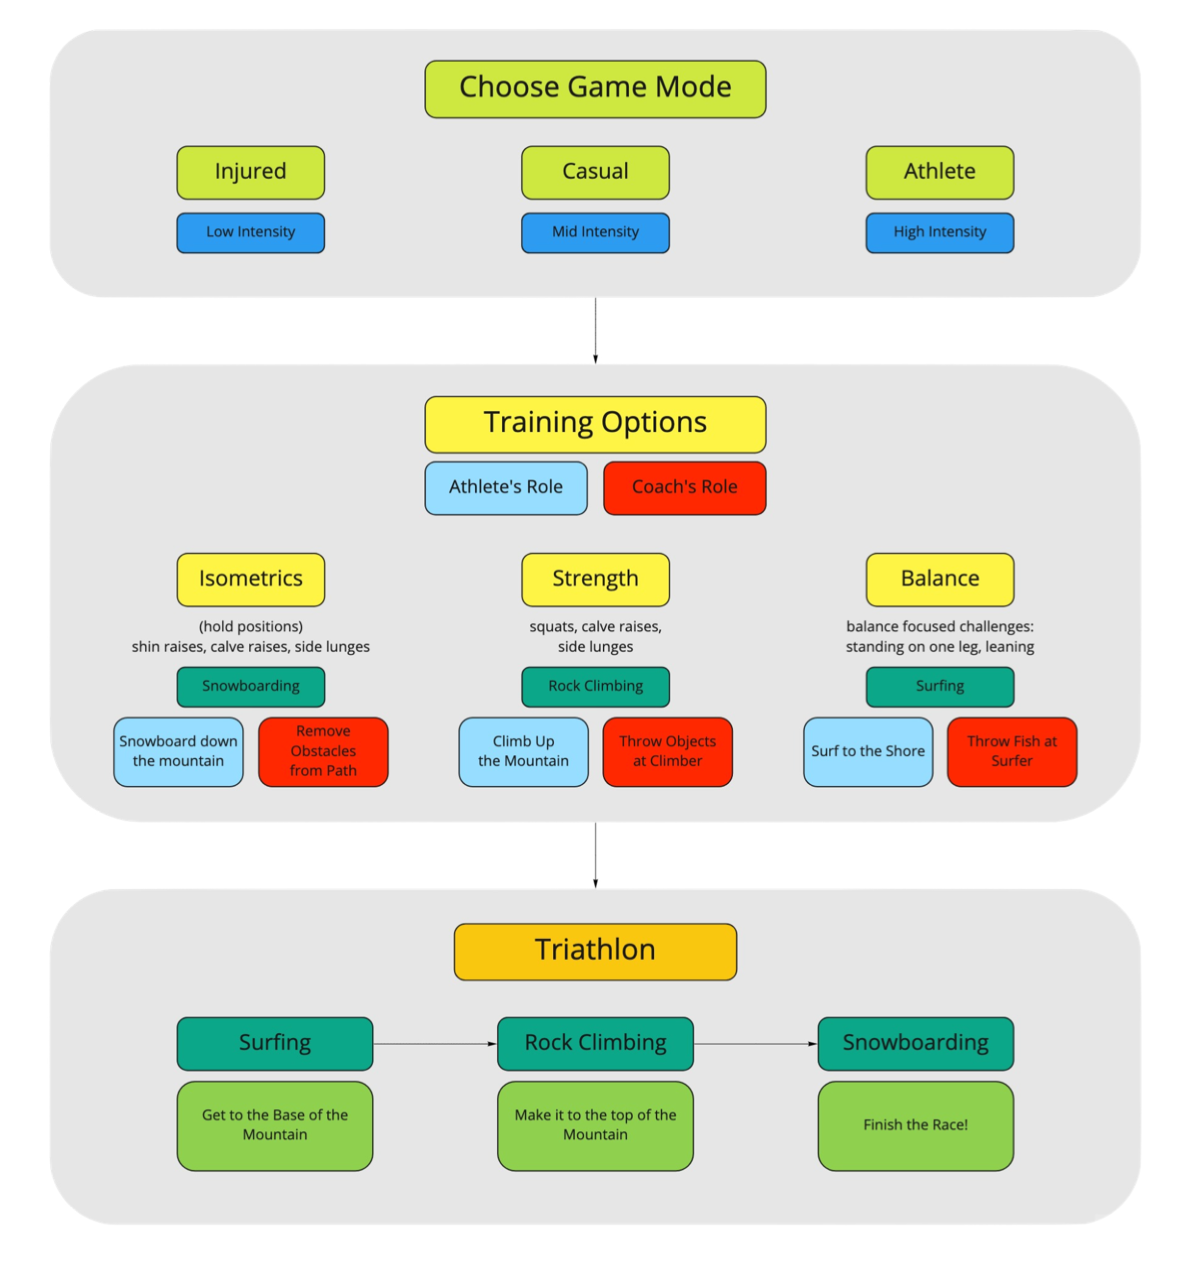 Choose Game Mode
Injured
Casual
Athlete
Low Intensity
Mid Intensity
High Intensity
Training Options
Athlete's Role
Coach's Role
Isometrics
(hold positions)
shin raises, calve raises, side lunges
Snowboarding
Snowboard down
the mountain
Remove
Obstacles
from Path
Strength
squats, calve raises,
side lunges
Rock Climbing
Climb Up
the Mountain
Throw Objects
at Climber
Balance
balance focused challenges:
standing on one leg, leaning
Surfing
Surf to the Shore
Throw Fish at
Surfer
Triathlon
Surfing
Get to the Base of the
Mountain
Rock Climbing
Make it to the top of the
Mountain
Snowboarding
Finish the Race!